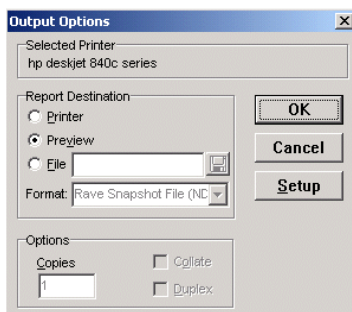 Output Options
Selected Printer
hp deskjet 840c series
Report Destination
Printer
Preview
File
Format: Rave Snapshot File (ND
OK
Cancel
Setup
Options
Copies
1
Collate
Duplex